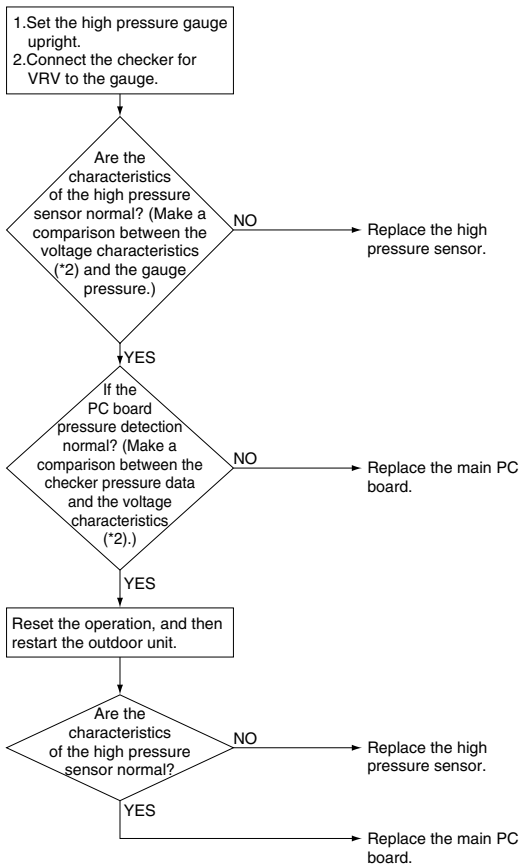 1.Set the high pressure gauge
upright.
2.Connect the checker for
VRV to the gauge.
Are the
characteristics
of the high pressure
sensor normal? (Make a
comparison between the
voltage characteristics
(*2) and the gauge
pressure.)
NO
Replace the high
pressure sensor.
YES
If the
PC board
pressure detection
normal? (Make a
comparison between the
checker pressure data
and the voltage
characteristics
(*2).)
NO
Replace the main PC
board.
YES
Reset the operation, and then
restart the outdoor unit.
Are the
characteristics
of the high pressure
sensor normal?
NO
Replace the high
pressure sensor.
YES
Replace the main PC
board.